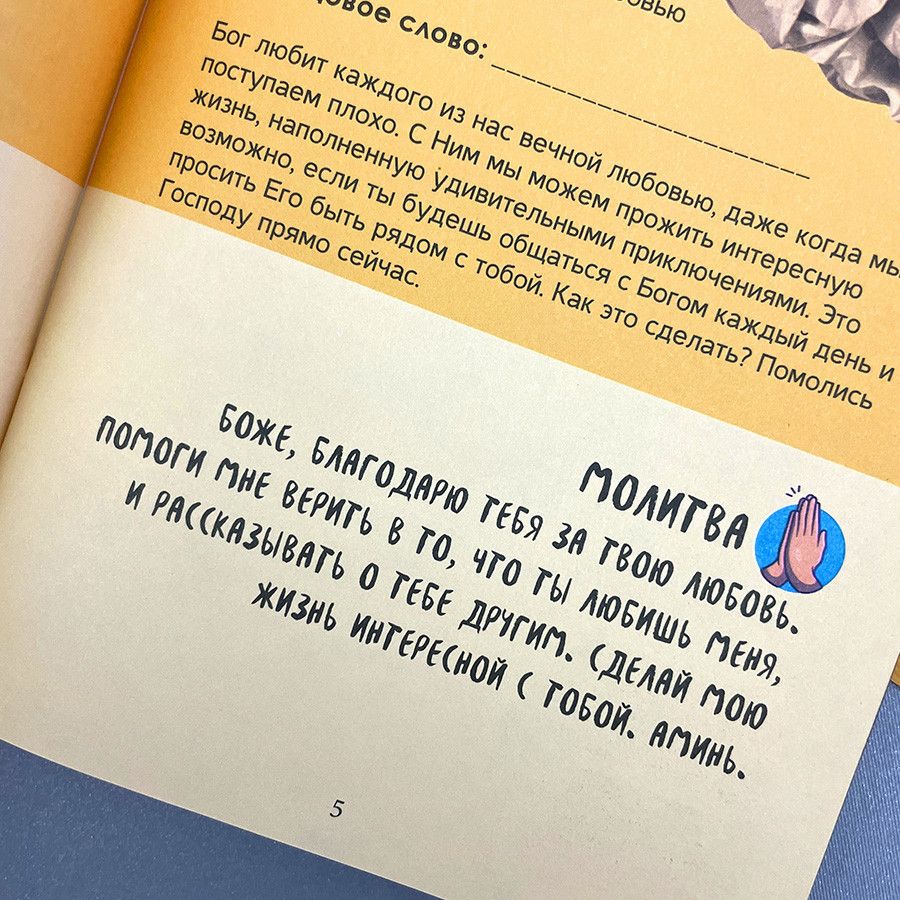 слово:
Бог любит каждого из нас вечной любовью, даже когда мы
поступаем плохо. С Ним мы можем прожить интересную
жизнь, наполненную удивительными приключениями. Это
возможно, если ты будешь общаться с Богом каждый день и
просить Его быть рядом с тобой. Как это сделать? Помолись
Господу прямо сейчас.
МОЛИТВА
БОЖЕ, БЛАГОДАРЮ ТЕБЯ ЗА ТВОЮ ЛЮБОВЬ.
ПОМОГИ МНЕ ВЕРИТЬ В ТО, ЧТО ТЫ ЛЮБИШЬ МЕНЯ,
И РАССКАЗЫВАТЬ О ТЕБЕ ДРУГИМ. СДЕЛАЙ МОЮ
ЖИЗНЬ ИНТЕРЕСНОЙ С ТОБОЙ. АМИНЬ.
5